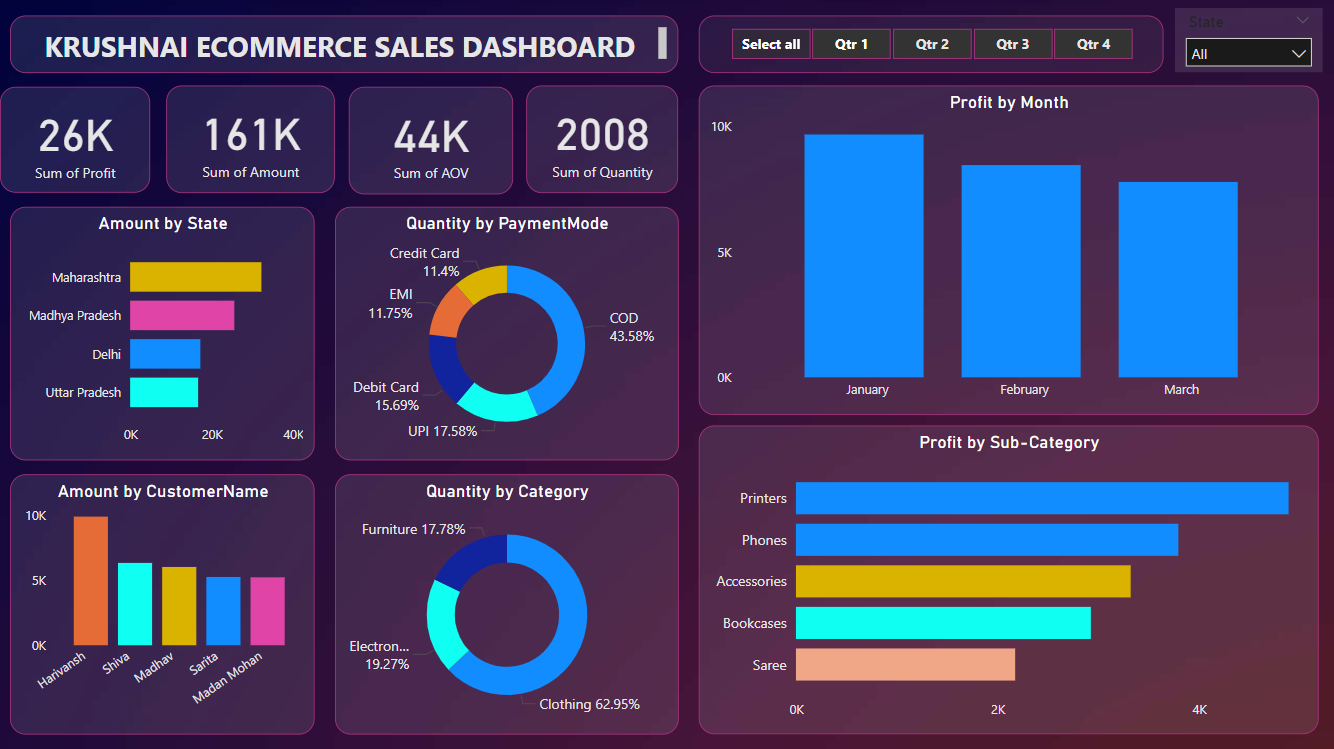 KRUSHNAI ECOMMERCE SALES DASHBOARD
Select all
Qtr 1
Qtr 2
Qtr 3
Qtr 4
State
All
26K
Sum of Profit
161K
Sum of Amount
44K
Sum of AOV
2008
Sum of Quantity
Profit by Month
10K
5K
0K
January
February
March
Amount by State
Maharashtra
Madhya Pradesh
Delhi
Uttar Pradesh
0K
20K
40K
Quantity by PaymentMode
Credit Card
11.4%
EMI
11.75%
COD
43.58%
Debit Card
15.69%
UPI 17.58%
Profit by Sub-Category
Printers
Phones
Accessories
Bookcases
Saree
0K
2K
4K
Amount by CustomerName
10K
5K
0K
Harivansh
Shiva
Madhav
Sarita
Madan Mohan
Quantity by Category
Furniture 17.78%
Electron...
19.27%
Clothing 62.95%